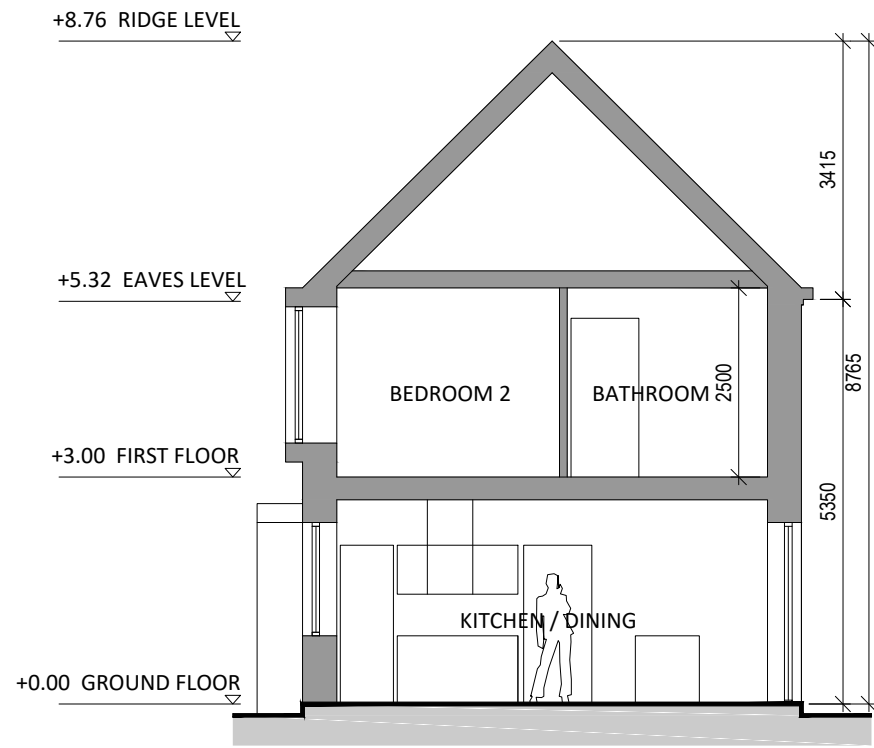 +8.76 RIDGE LEVEL
3415
+5.32 EAVES LEVEL
8765
2500
BEDROOM 2
BATHROOM
+3.00 FIRST FLOOR
5350
KITCHEN / DINING
+0.00 GROUND FLOOR